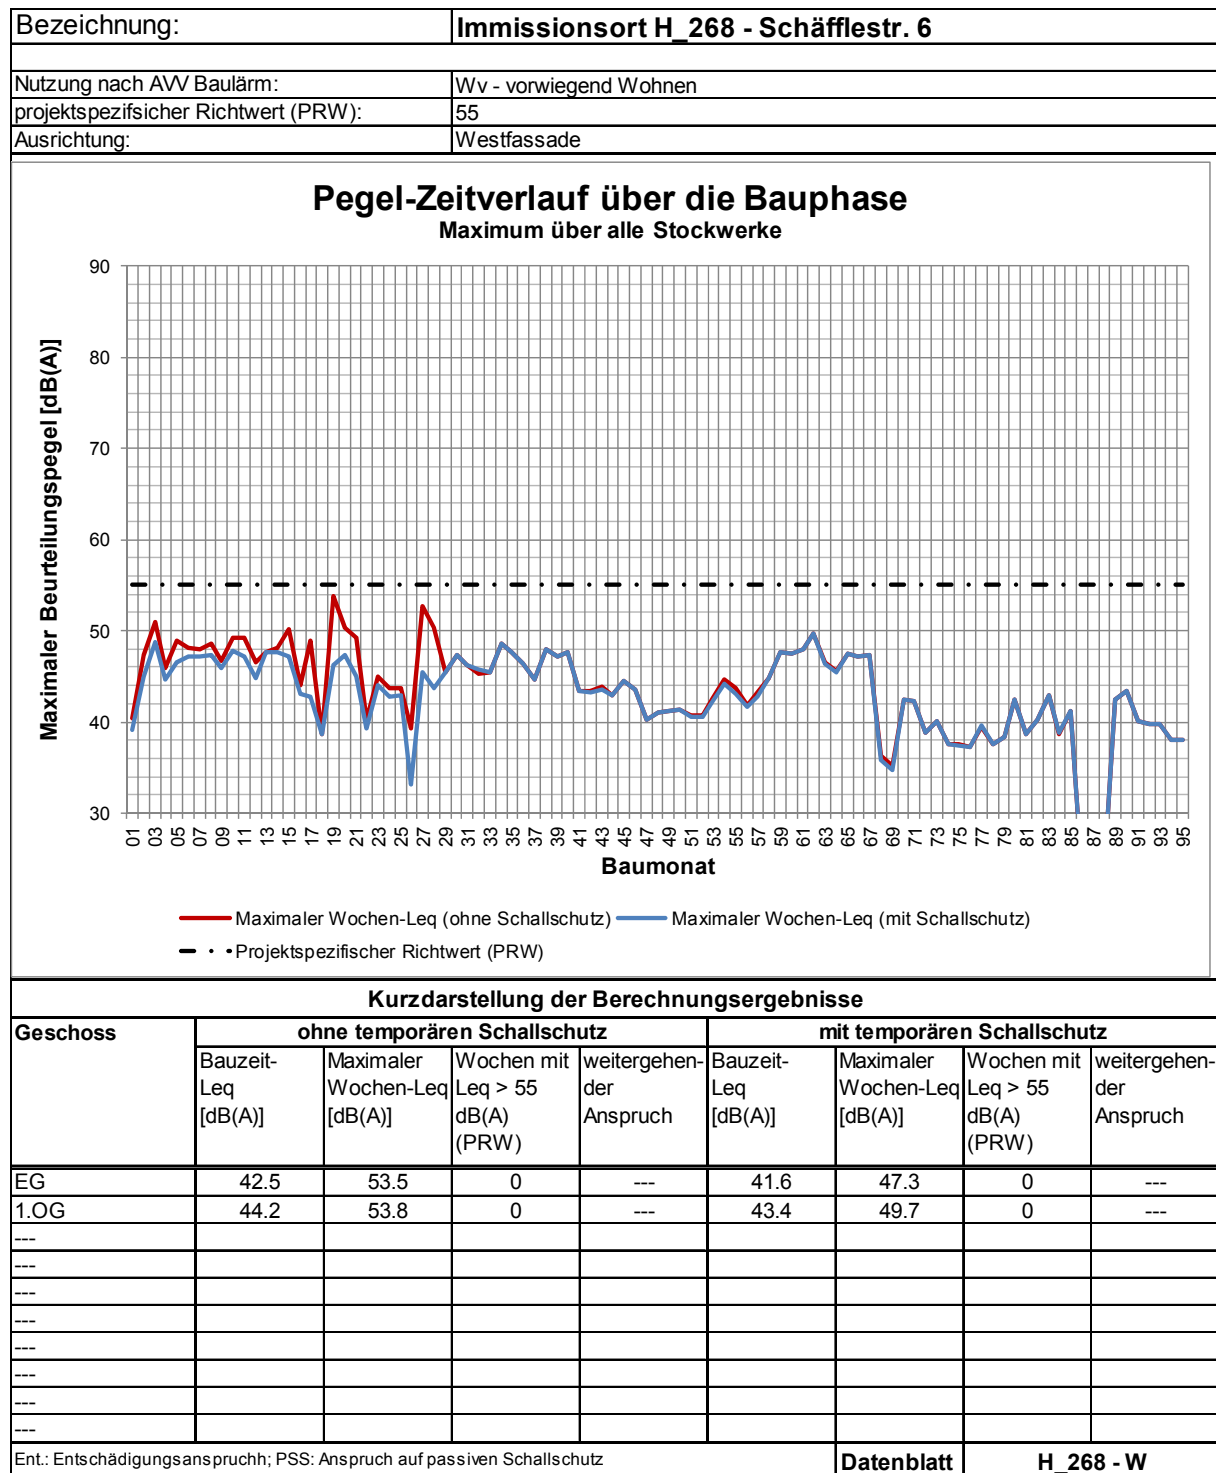 Bezeichnung: Immissionsort H_268 - Schäfflestr. 6
Nutzung nach AVV Baulärm: Wv - vorwiegend Wohnen
projektspezifsicher Richtwert (PRW): 55
Ausrichtung: Westfassade
Pegel-Zeitverlauf über die Bauphase
Maximum über alle Stockwerke
Maximaler Beurteilungspegel [dB(A)]
90
80
70
60
50
40
30
01 03 05 07 09 11 13 15 17 19 21 23 25 27 29 31 33 35 37 39 41 43 45 47 49 51 53 55 57 59 61 63 65 67 69 71 73 75 77 79 81 83 85 87 89 91 93 95
Baumonat
Maximaler Wochen-Leq (ohne Schallschutz) Maximaler Wochen-Leq (mit Schallschutz)
Projektspezifischer Richtwert (PRW)
Kurzdarstellung der Berechnungsergebnisse
Geschoss ohne temporären Schallschutz mit temporären Schallschutz
Bauzeit- Maximaler Wochen mit weitergehen- Bauzeit- Maximaler Wochen mit weitergehen-
Leq Wochen-Leq Leq > 55 der Leq Wochen-Leq Leq > 55 der
[dB(A)] [dB(A)] dB(A) Anspruch [dB(A)] [dB(A)] dB(A) Anspruch
(PRW) (PRW)
EG 42.5 53.5 0 --- 41.6 47.3 0 ---
1.OG 44.2 53.8 0 --- 43.4 49.7 0 ---
---
---
---
---
---
---
---
---
Ent.: Entschädigungsanspruchh; PSS: Anspruch auf passiven Schallschutz Datenblatt H_268 - W